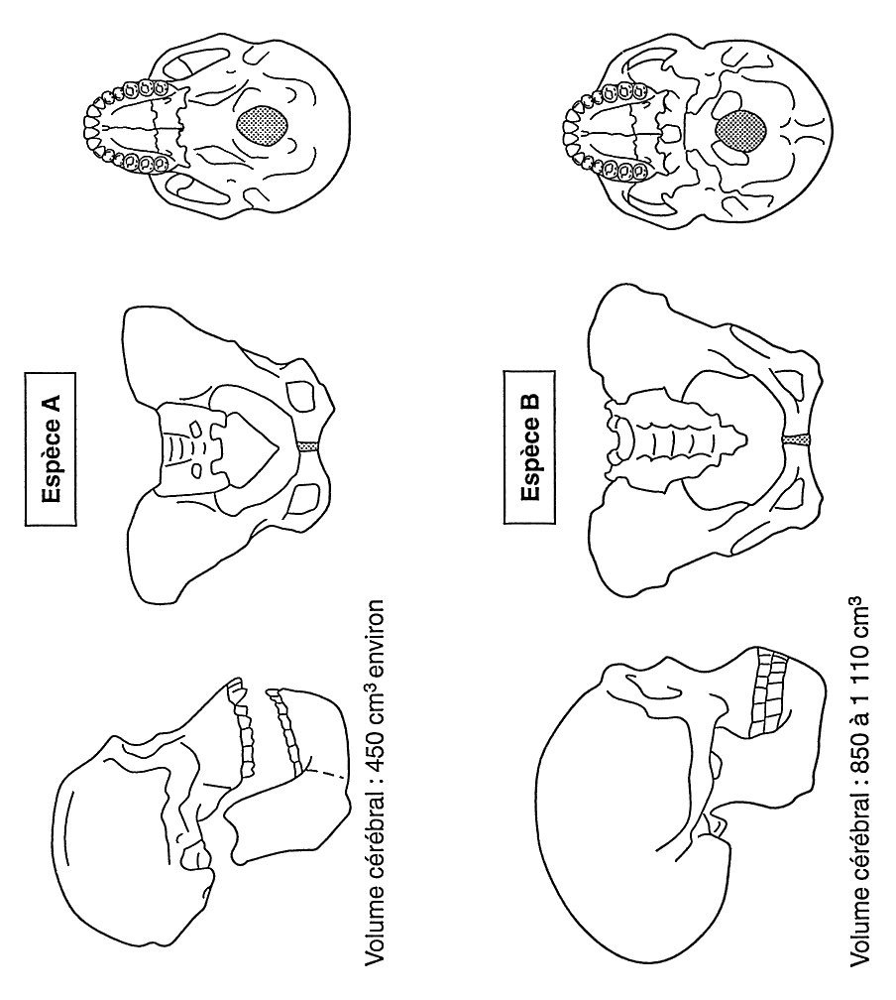 Espèce A
Volume cérébral : 450 cm³ environ
Espèce B
Volume cérébral : 850 à 1 110 cm³